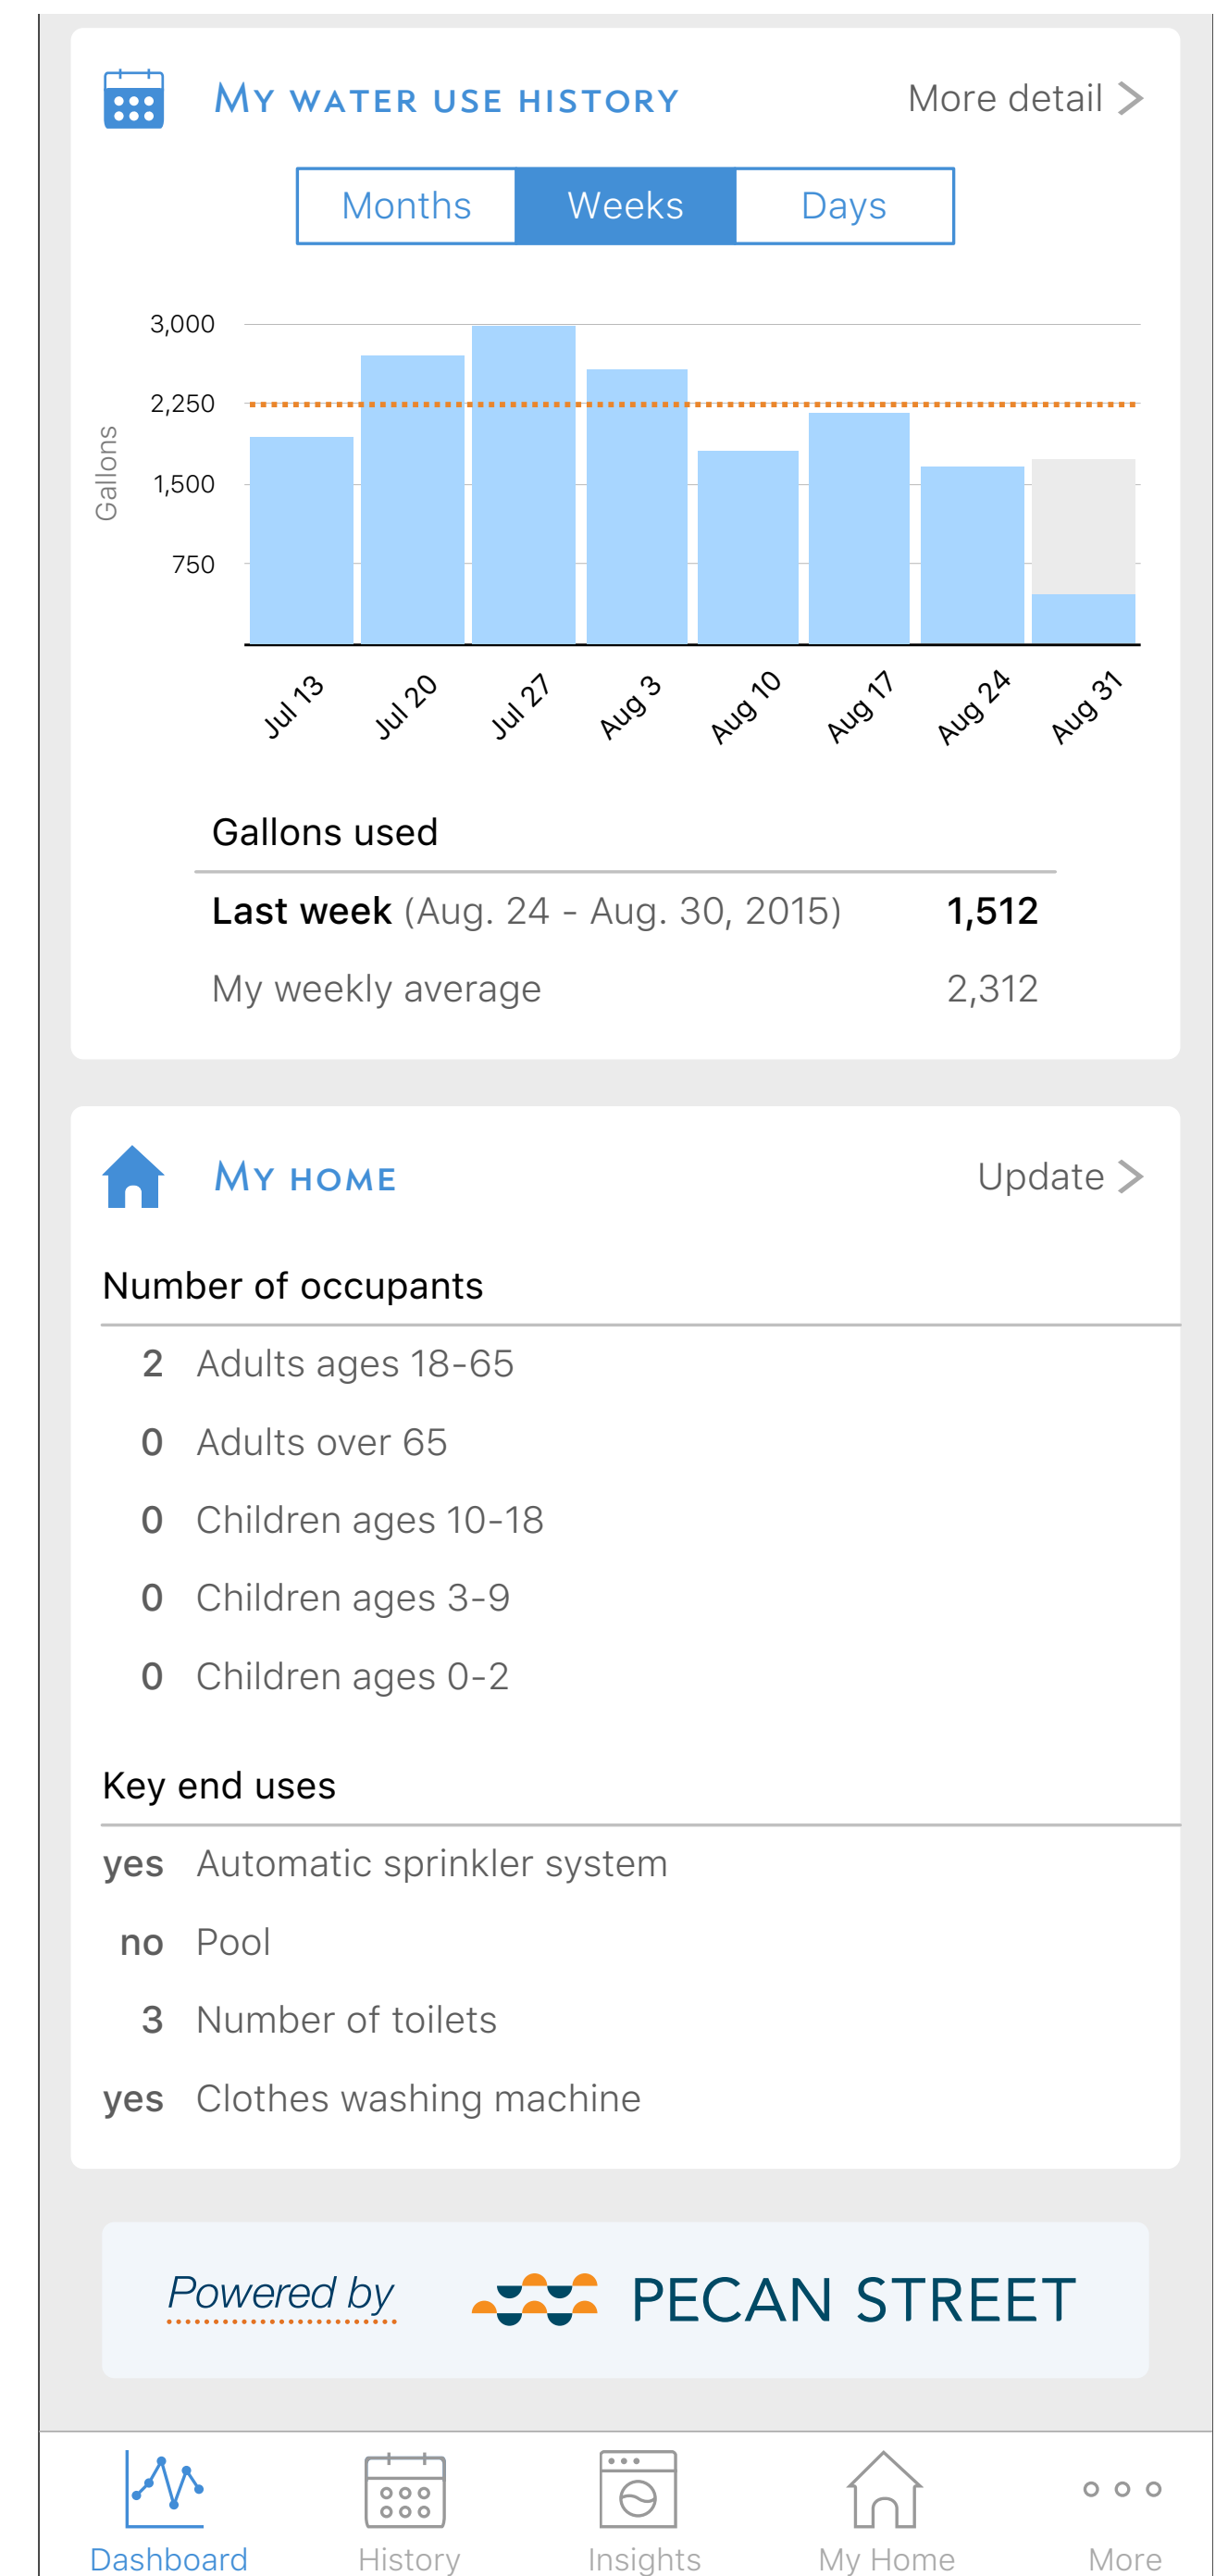 My water use history More detail
Months Weeks Days
3,000
2,250
1,500
750
Gallons
Jul 13 Jul 20 Jul 27 Aug 3 Aug 10 Aug 17 Aug 24 Aug 31
Gallons used
Last week (Aug. 24 - Aug. 30, 2015) 1,512
My weekly average 2,312
My home Update
Number of occupants
2 Adults ages 18-65
0 Adults over 65
0 Children ages 10-18
0 Children ages 3-9
0 Children ages 0-2
Key end uses
yes Automatic sprinkler system
no Pool
3 Number of toilets
yes Clothes washing machine
Powered by PECAN STREET
Dashboard History Insights My Home More